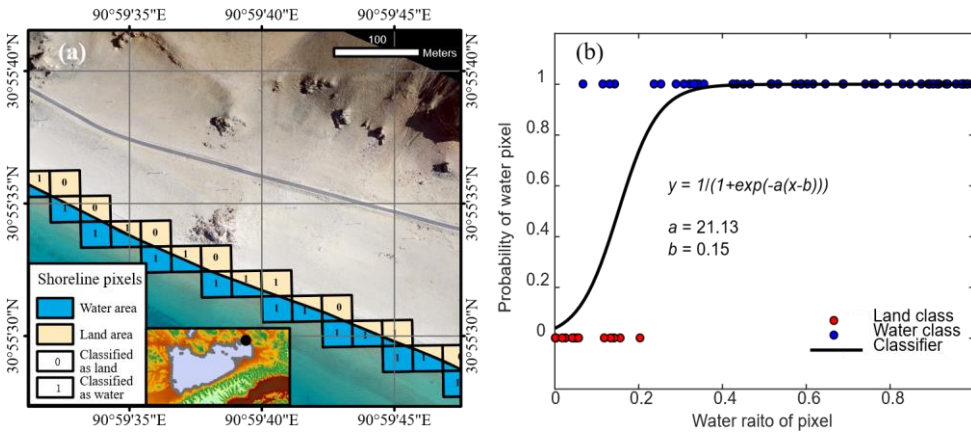 90°59'35"E 90°59'40"E 90°59'45"E
(a)
100
Meters
30°55'40"N 30°55'40"N
30°55'35"N 30°55'35"N
30°55'30"N 30°55'30"N
1 0
1 0
1 1 0
1 1 0
1 1 1
1 1 0
Shoreline pixels
Water area
Land area
0 Classified
as land
1 Classified
as water
90°59'35"E 90°59'40"E 90°59'45"E
(b)
Probability of water pixel
1
0.8
0.6
0.4
0.2
0
y = 1/(1+exp(-a(x-b)))
a = 21.13
b = 0.15
Land class
Water class
Classifier
0 0.2 0.4 0.6 0.8
Water raito of pixel